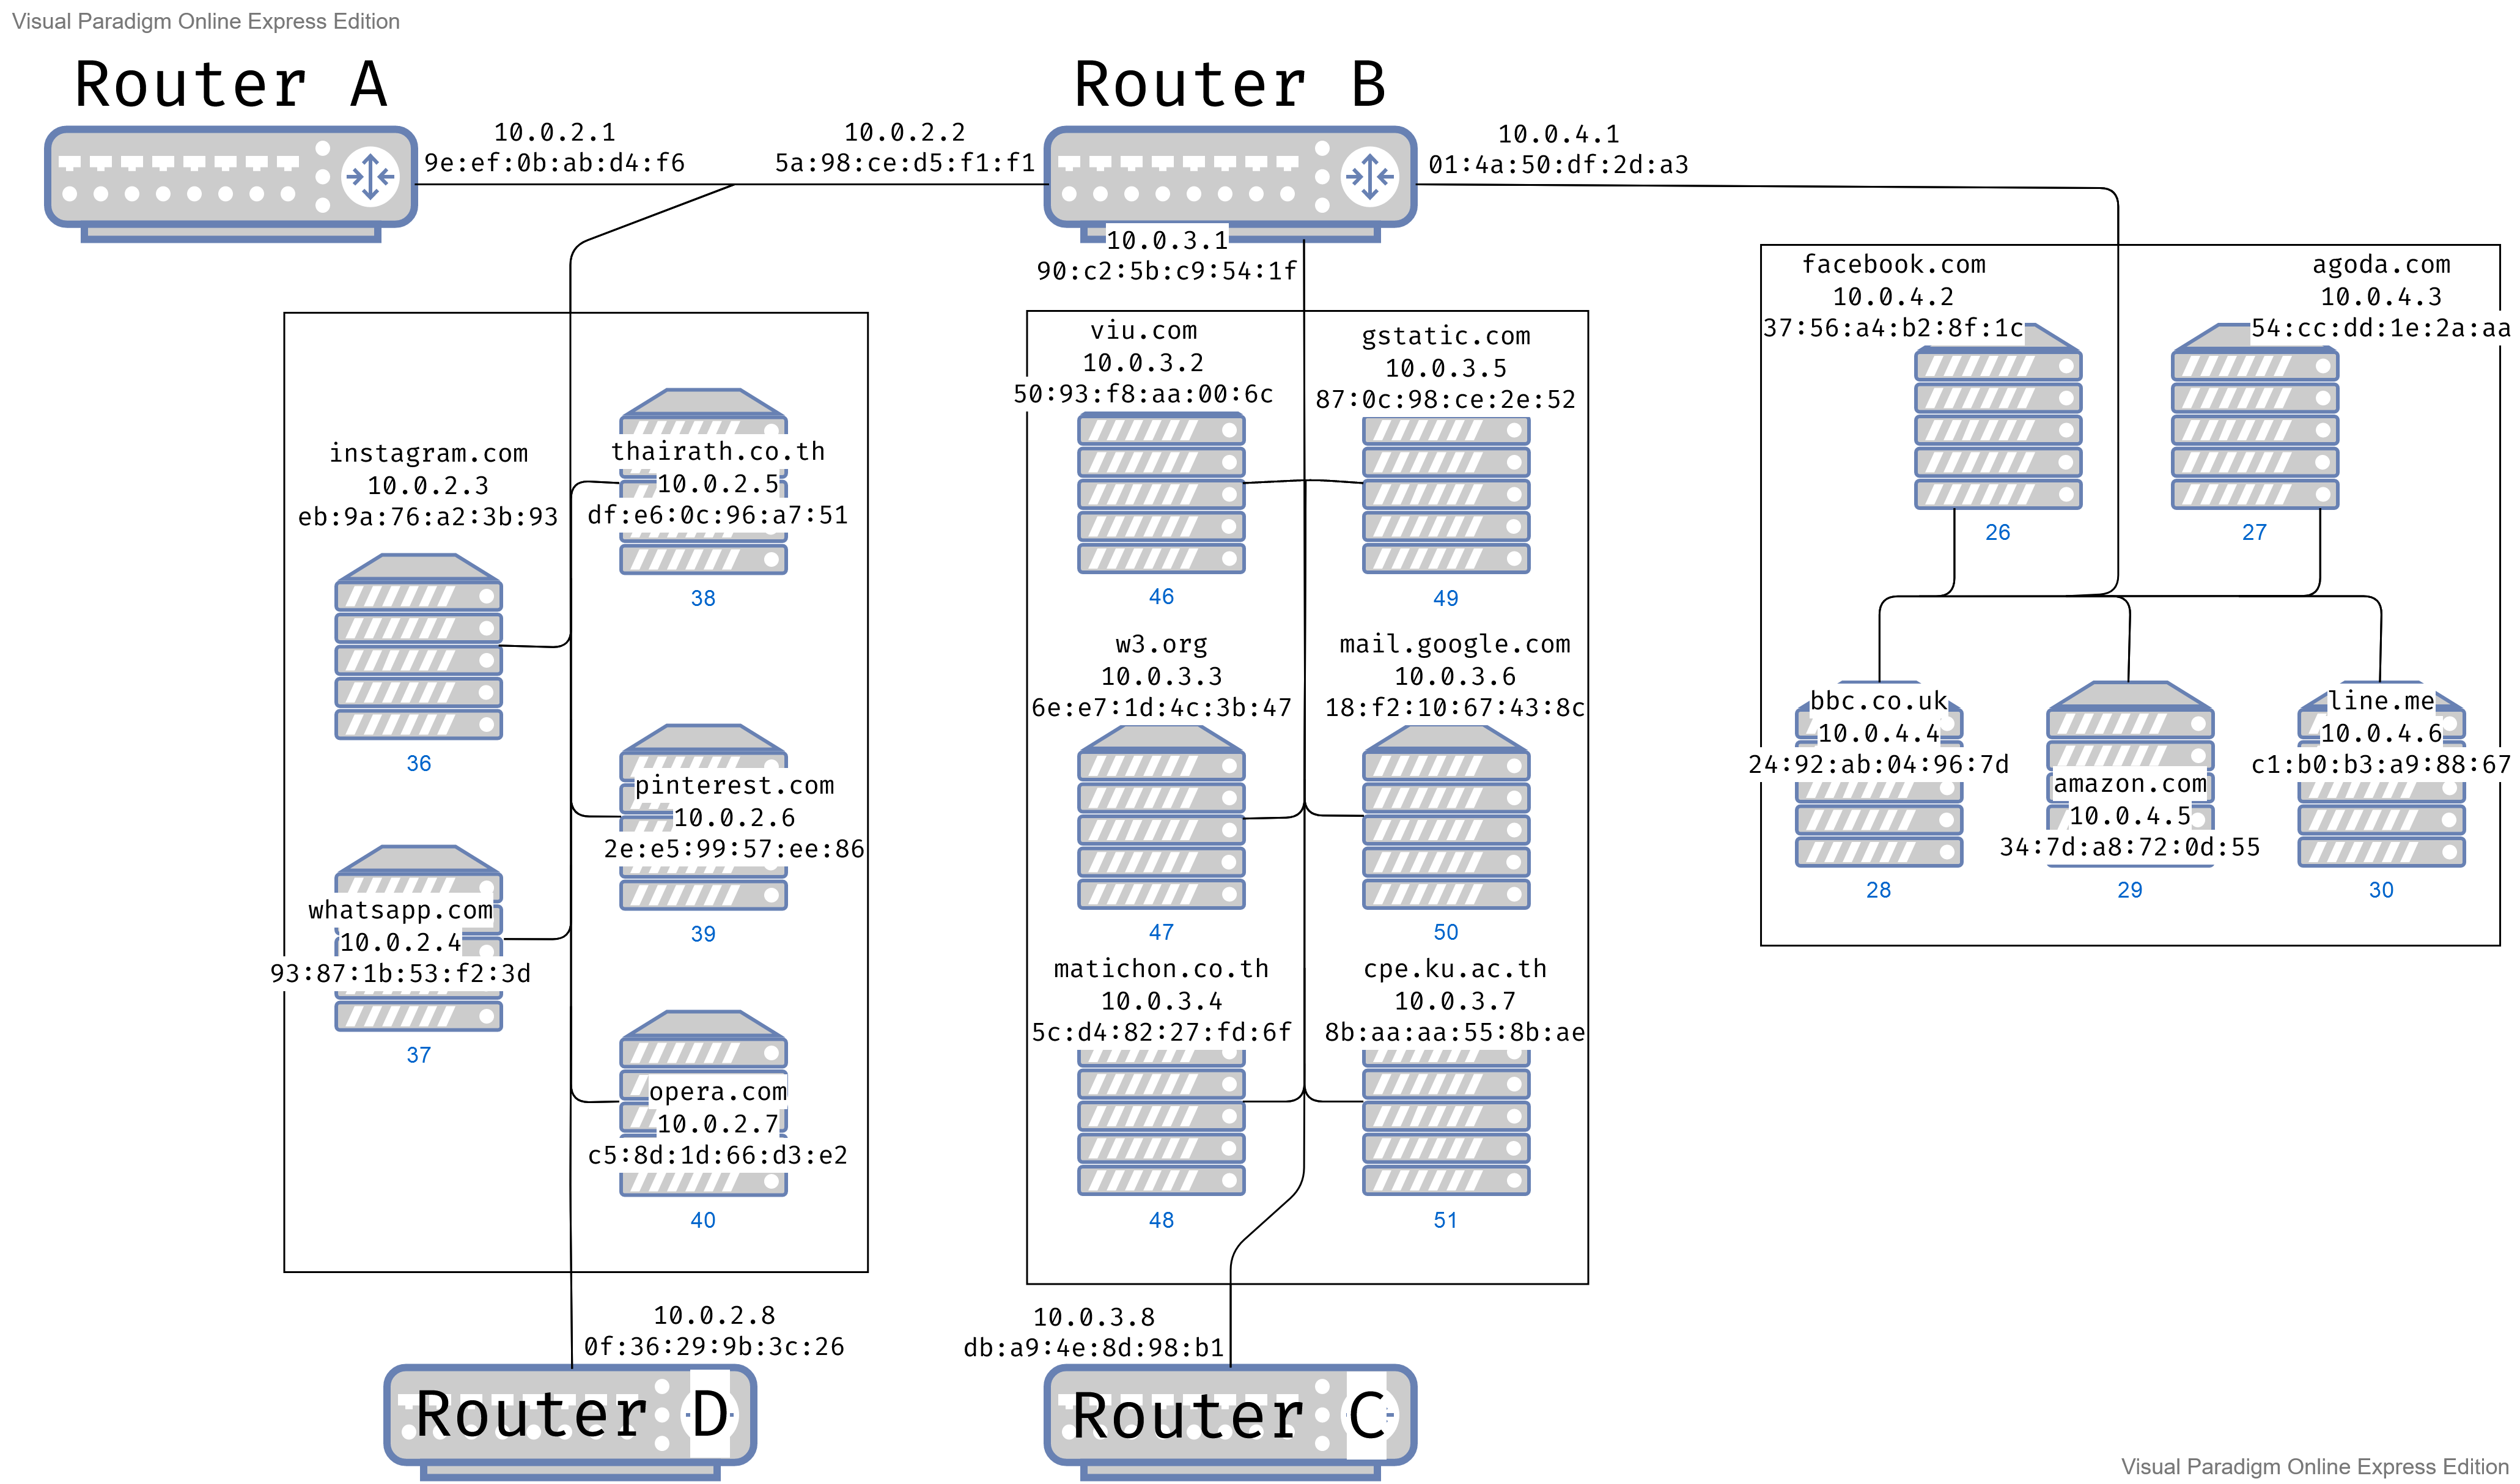 Visual Paradigm Online Express Edition
Router A
Router B
10.0.2.1
9e:ef:0b:ab:d4:f6
10.0.2.2
5a:98:ce:d5:f1:f1
10.0.4.1
01:4a:50:df:2d:a3
10.0.3.1
90:c2:5b:c9:54:1f
instagram.com
10.0.2.3
eb:9a:76:a2:3b:93
36
thairath.co.th
10.0.2.5
df:e6:0c:96:a7:51
38
pinterest.com
10.0.2.6
2e:e5:99:57:ee:86
39
whatsapp.com
10.0.2.4
93:87:1b:53:f2:3d
37
opera.com
10.0.2.7
c5:8d:1d:66:d3:e2
40
viu.com
10.0.3.2
50:93:f8:aa:00:6c
46
gstatic.com
10.0.3.5
87:0c:98:ce:2e:52
49
w3.org
10.0.3.3
6e:e7:1d:4c:3b:47
47
mail.google.com
10.0.3.6
18:f2:10:67:43:8c
50
matichon.co.th
10.0.3.4
5c:d4:82:27:fd:6f
48
cpe.ku.ac.th
10.0.3.7
8b:aa:aa:55:8b:ae
51
facebook.com
10.0.4.2
37:56:a4:b2:8f:1c
26
agoda.com
10.0.4.3
54:cc:dd:1e:2a:aa
27
bbc.co.uk
10.0.4.4
24:92:ab:04:96:7d
28
amazon.com
10.0.4.5
34:7d:a8:72:0d:55
29
line.me
10.0.4.6
c1:b0:b3:a9:88:67
30
10.0.2.8
0f:36:29:9b:3c:26
Router D
10.0.3.8
db:a9:4e:8d:98:b1
Router C
Visual Paradigm Online Express Edition